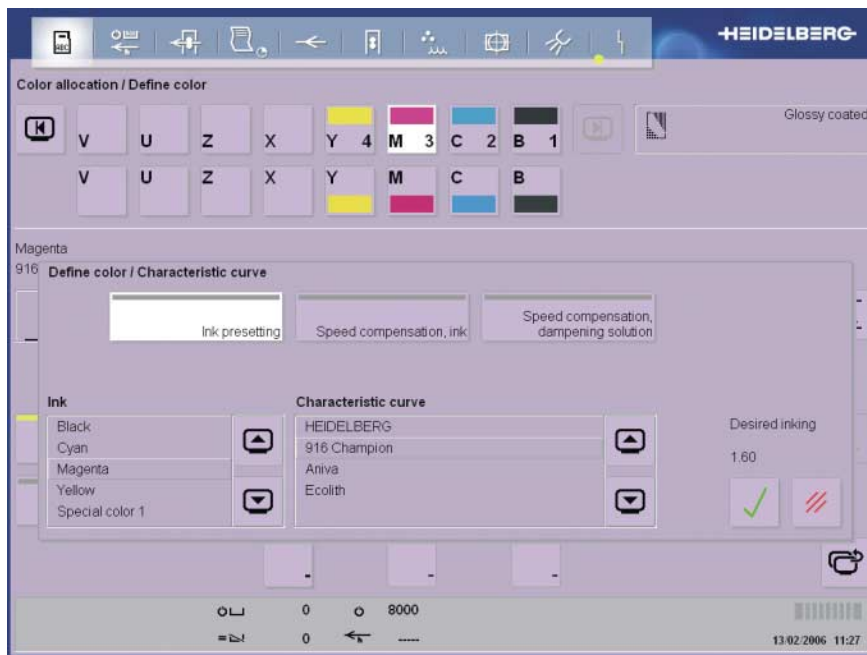 ABC
HEIDELBERG
Color allocation / Define color
V U Z X Y 4 M 3 C 2 B 1
Glossy coated
V U Z X Y M C B
Magenta
916
Define color / Characteristic curve
Ink presetting
Speed compensation, ink
Speed compensation,
dampening solution
Ink
Black
Cyan
Magenta
Yellow
Special color 1
Characteristic curve
HEIDELBERG
916 Champion
Aniva
Ecolith
Desired inking
1.60
- - -
0 8000
0 -----
13/02/2006 11:27